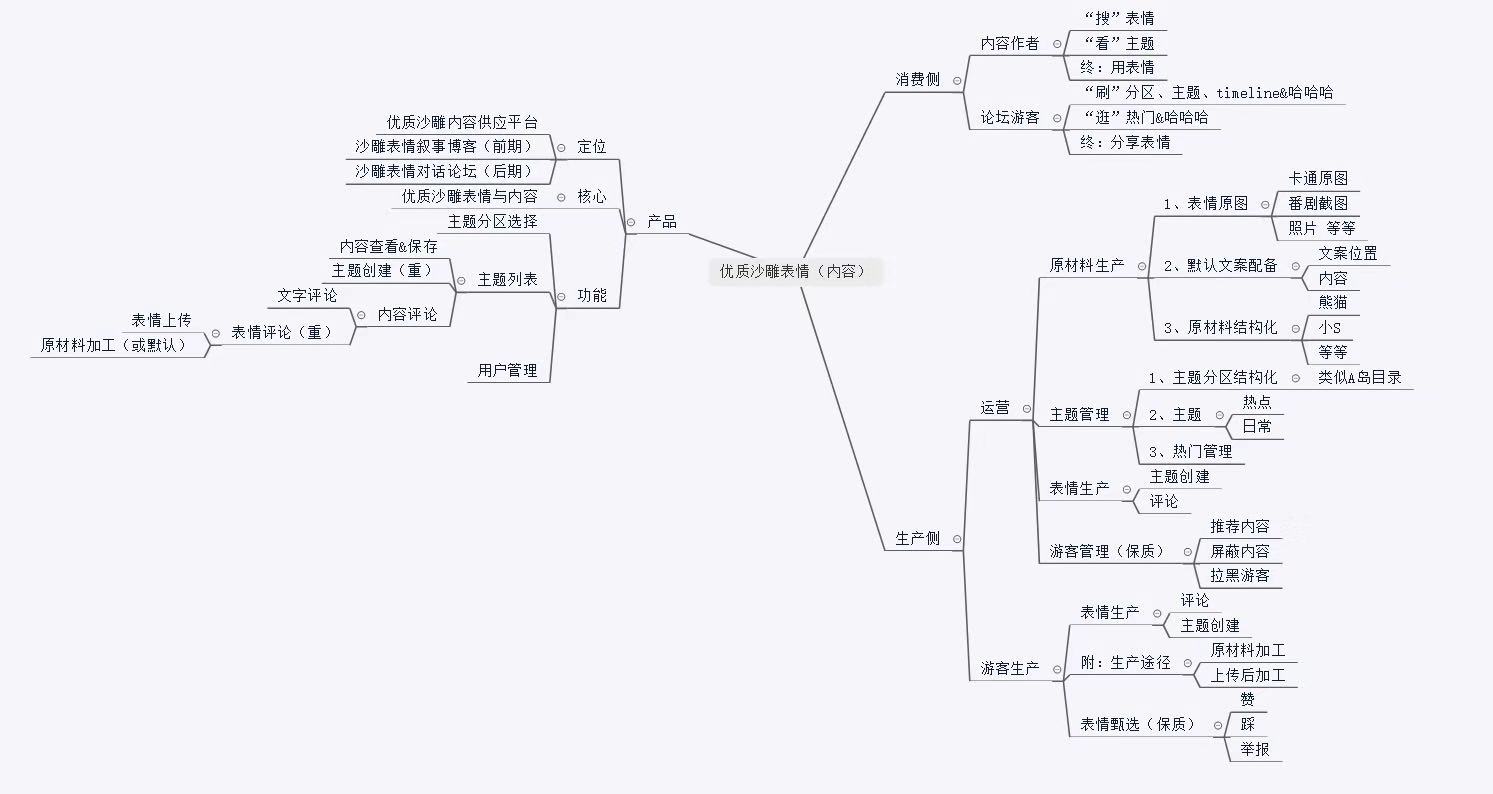 优质沙雕表情（内容）
产品
定位
优质沙雕内容供应平台
沙雕表情叙事博客（前期）
沙雕表情对话论坛（后期）
核心
优质沙雕表情与内容
功能
主题分区选择
主题列表
内容查看&保存
主题创建（重）
内容评论
文字评论
表情评论（重）
表情上传
原材料加工（或默认）
用户管理
消费侧
内容作者
“搜”表情
“看”主题
终：用表情
论坛游客
“刷”分区、主题、timeline&哈哈哈
“逛”热门&哈哈哈
终：分享表情
生产侧
运营
原材料生产
1、表情原图
卡通原图
番剧截图
照片 等等
2、默认文案配备
文案位置
内容
3、原材料结构化
熊猫
小S
等等
主题管理
1、主题分区结构化
类似A岛目录
2、主题
热点
日常
3、热门管理
表情生产
主题创建
评论
游客管理（保质）
推荐内容
屏蔽内容
拉黑游客
游客生产
表情生产
评论
主题创建
附：生产途径
原材料加工
上传后加工
表情甄选（保质）
赞
踩
举报